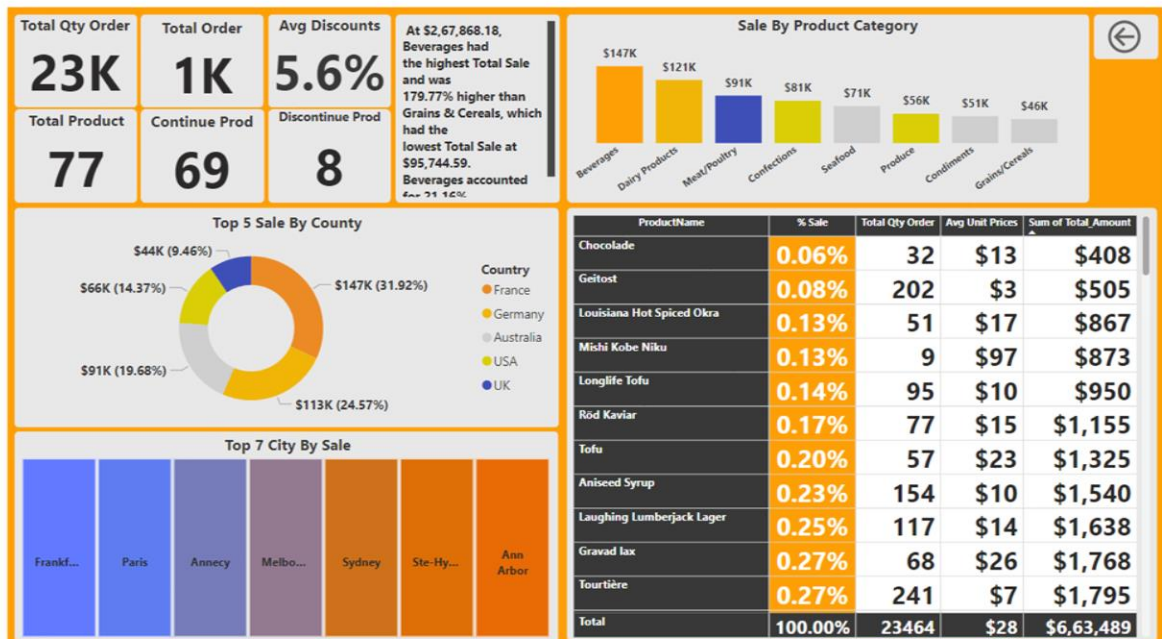 Total Qty Order
23K
Total Order
1K
Avg Discounts
5.6%
Total Product
77
Continue Prod
69
Discontinue Prod
8
At $2,67,868.18,
Beverages had
the highest Total Sale
and was
179.77% higher than
Grains & Cereals, which
had the
lowest Total Sale at
$95,744.59.
Beverages accounted
for 21.16%
Sale By Product Category
$147K
$121K
$91K
$81K
$71K
$56K
$51K
$46K
Beverages
Dairy Products
Meat/Poultry
Confections
Seafood
Produce
Condiments
Grains/Cereals
Top 5 Sale By County
$44K (9.46%)
$66K (14.37%)
$147K (31.92%)
$91K (19.68%)
$113K (24.57%)
Country
France
Germany
Australia
USA
UK
Top 7 City By Sale
Frankf...
Paris
Annecy
Melbo...
Sydney
Ste-Hy...
Ann
Arbor
ProductName % Sale Total Qty Order Avg Unit Prices Sum of Total_Amount
Chocolade 0.06% 32 $13 $408
Geitost 0.08% 202 $3 $505
Louisiana Hot Spiced Okra 0.13% 51 $17 $867
Mishi Kobe Niku 0.13% 9 $97 $873
Longlife Tofu 0.14% 95 $10 $950
Röd Kaviar 0.17% 77 $15 $1,155
Tofu 0.20% 57 $23 $1,325
Aniseed Syrup 0.23% 154 $10 $1,540
Laughing Lumberjack Lager 0.25% 117 $14 $1,638
Gravad lax 0.27% 68 $26 $1,768
Tourtière 0.27% 241 $7 $1,795
Total 100.00% 23464 $28 $6,63,489